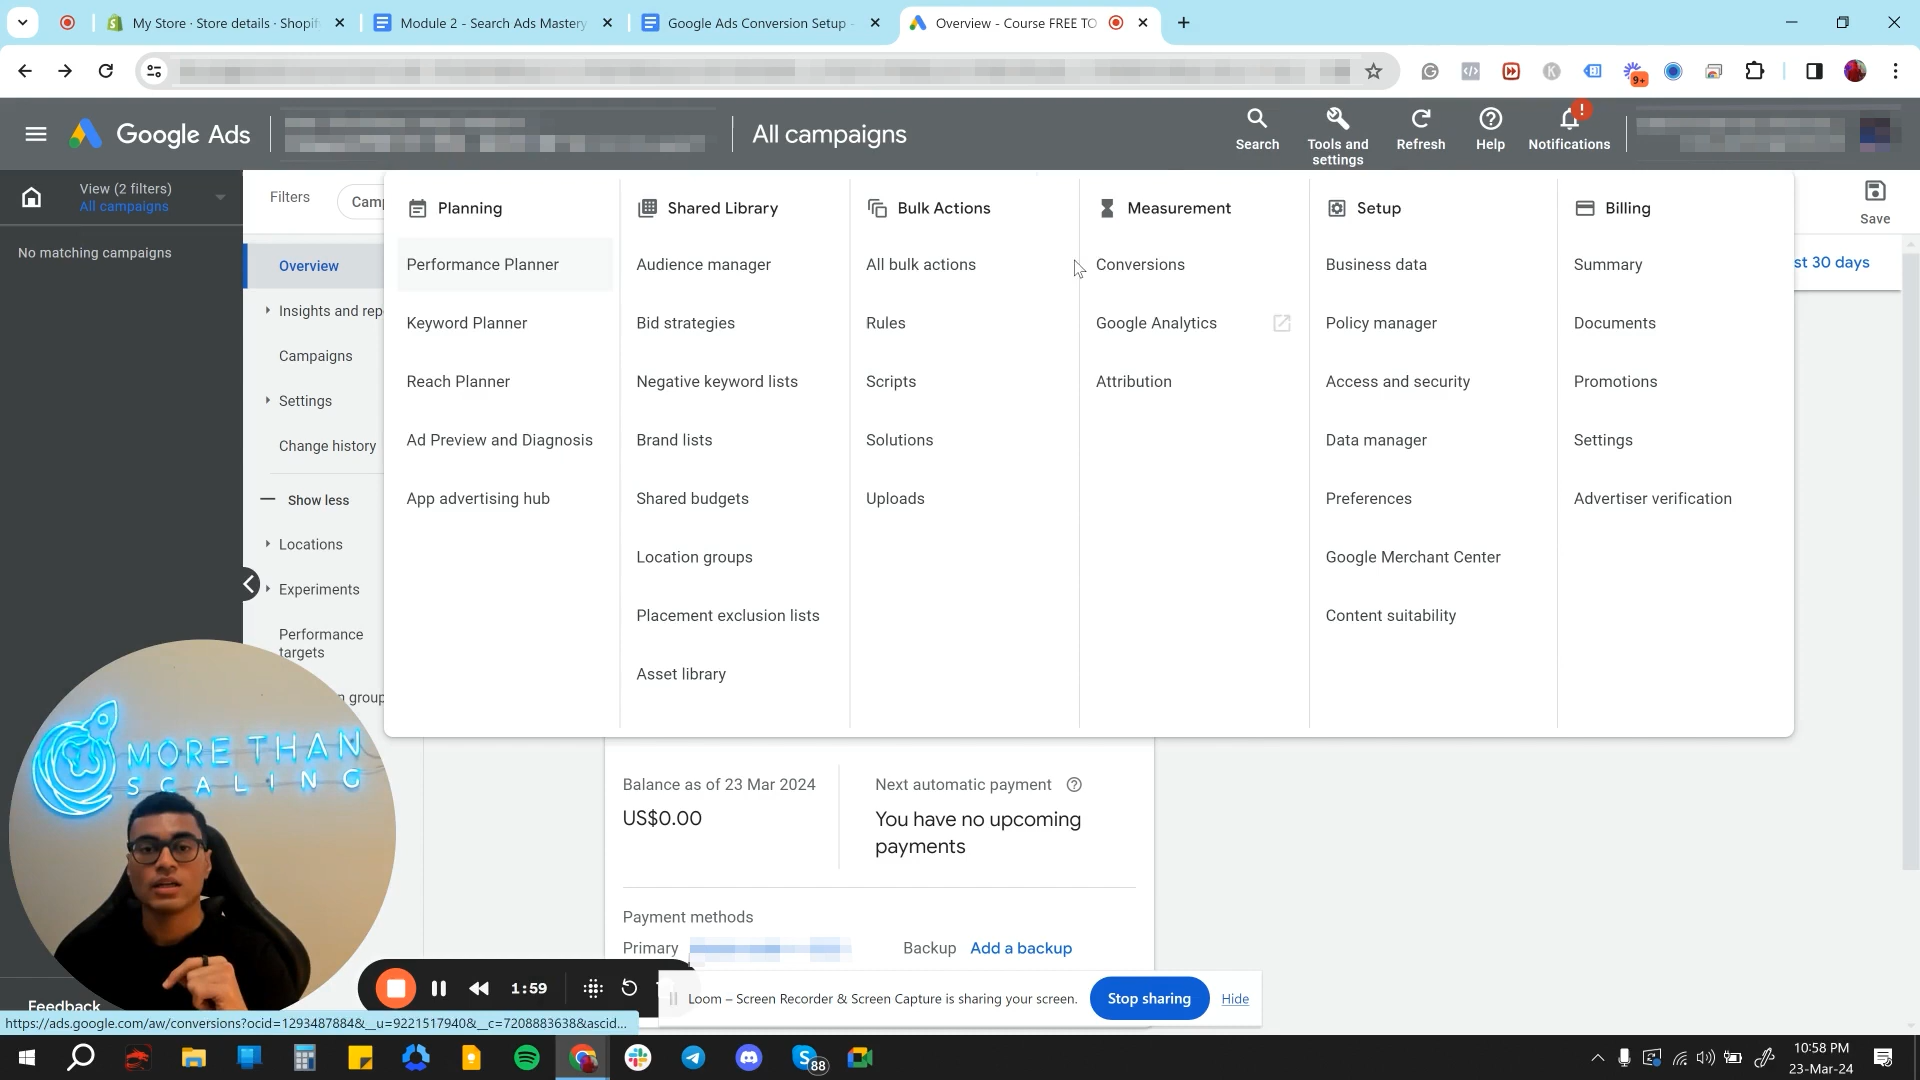 My Store · Store details · Shopif
Module 2 - Search Ads Mastery
Google Ads Conversion Setup -
Overview - Course FREE TO
9+
Google Ads
All campaigns
Search
Tools and settings
Refresh
Help
Notifications
View (2 filters)
All campaigns
Filters
Camp
Save
No matching campaigns
st 30 days
Overview
Insights and rep
Campaigns
Settings
Change history
Show less
Locations
Experiments
Performance targets
n group
Planning
Performance Planner
Keyword Planner
Reach Planner
Ad Preview and Diagnosis
App advertising hub
Shared Library
Audience manager
Bid strategies
Negative keyword lists
Brand lists
Shared budgets
Location groups
Placement exclusion lists
Asset library
Bulk Actions
All bulk actions
Rules
Scripts
Solutions
Uploads
Measurement
Conversions
Google Analytics
Attribution
Setup
Business data
Policy manager
Access and security
Data manager
Preferences
Google Merchant Center
Content suitability
Billing
Summary
Documents
Promotions
Settings
Advertiser verification
Balance as of 23 Mar 2024
US$0.00
Next automatic payment
You have no upcoming
payments
Payment methods
Primary
Backup Add a backup
MORE THAN
SCALING
Feedback
1:59
Loom – Screen Recorder & Screen Capture is sharing your screen.
Stop sharing
Hide
https://ads.google.com/aw/conversions?ocid=1293487884&__u=9221517940&__c=7208883638&ascid...
88
10:58 PM
23-Mar-24